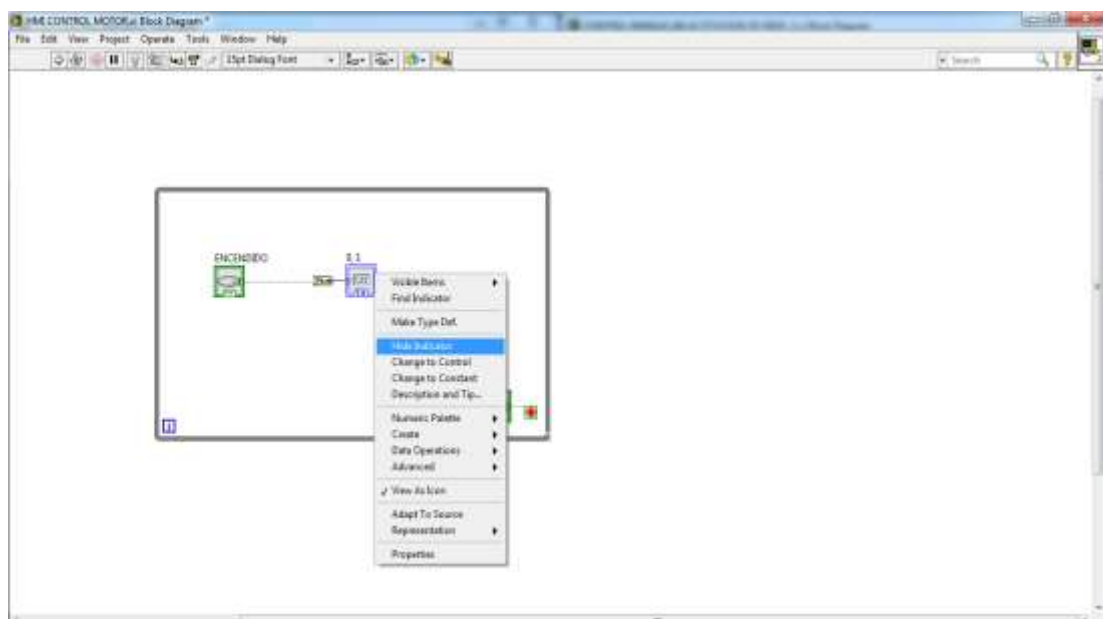 HMI CONTROL MOTOR.vi Block Diagram *
File Edit View Project Operate Tools Window Help
15pt Dialog Font
Search
ENCENDIDO
0_1
Visible Items
Find Indicator
Make Type Def.
Hide Indicator
Change to Control
Change to Constant
Description and Tip...
Numeric Palette
Create
Data Operations
Advanced
View As Icon
Adapt To Source
Representation
Properties
i